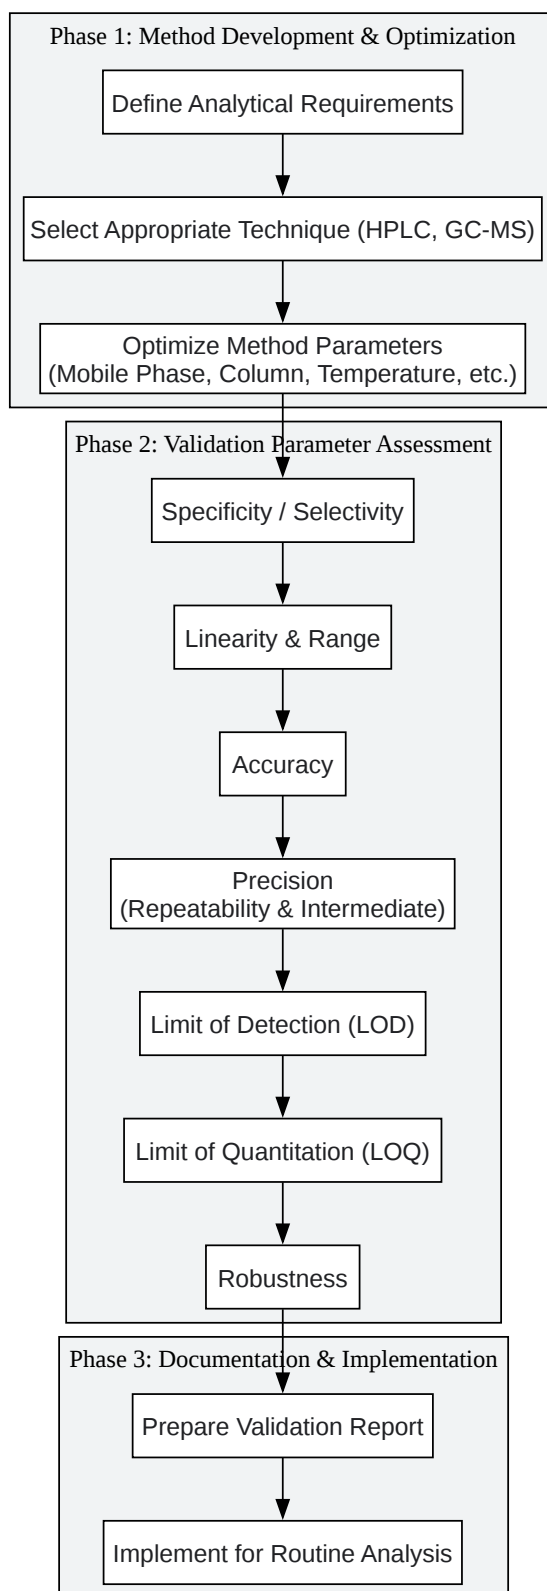 Phase 1: Method Development & Optimization
Define Analytical Requirements
Select Appropriate Technique (HPLC, GC-MS)
Optimize Method Parameters
(Mobile Phase, Column, Temperature, etc.)
Phase 2: Validation Parameter Assessment
Specificity / Selectivity
Linearity & Range
Accuracy
Precision
(Repeatability & Intermediate)
Limit of Detection (LOD)
Limit of Quantitation (LOQ)
Robustness
Phase 3: Documentation & Implementation
Prepare Validation Report
Implement for Routine Analysis